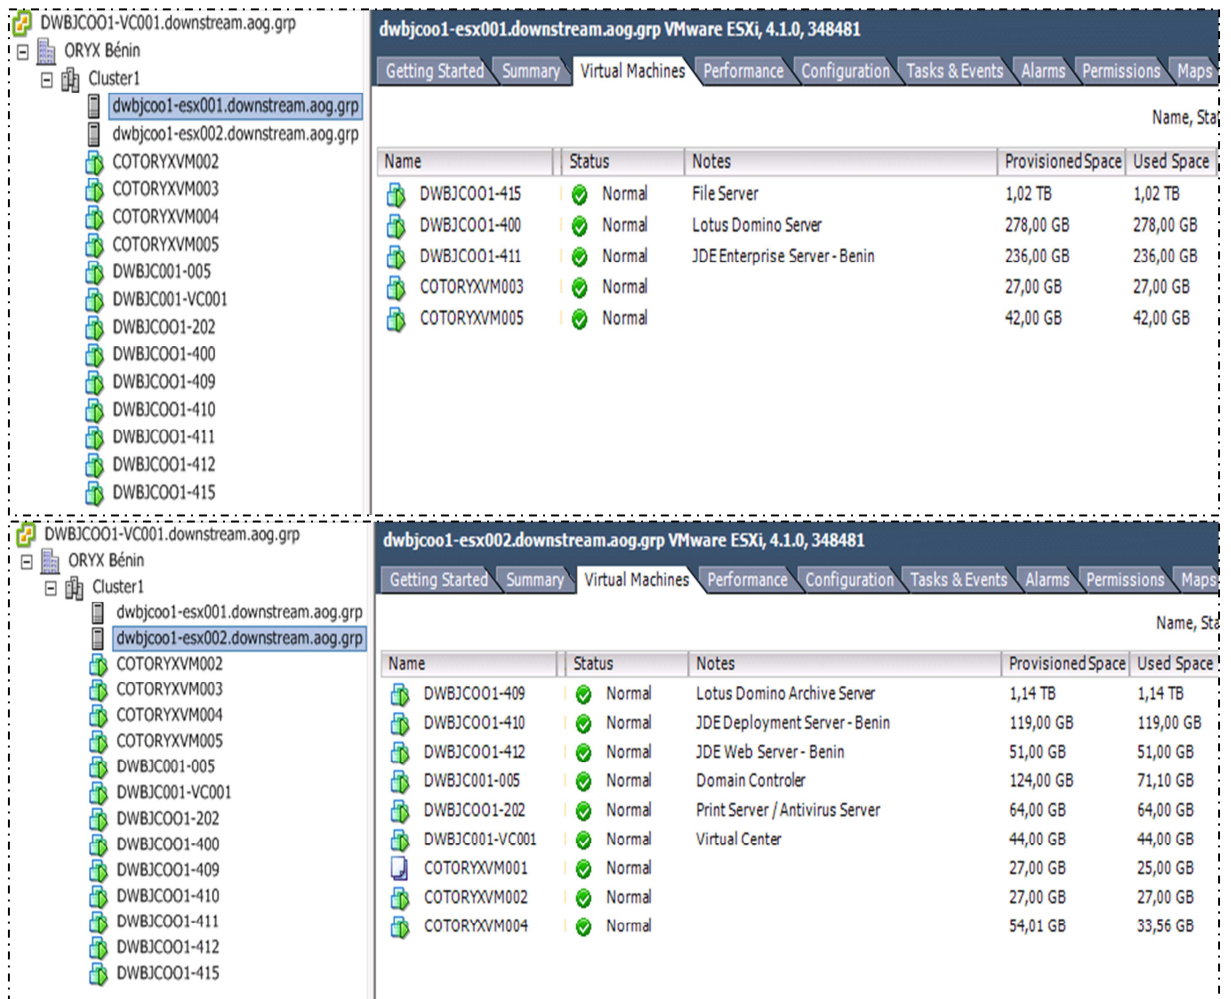 DWBJCOO1-VC001.downstream.aog.grp
ORYX Bénin
Cluster1
dwbjcoo1-esx001.downstream.aog.grp
dwbjcoo1-esx002.downstream.aog.grp
COTORYXVM002
COTORYXVM003
COTORYXVM004
COTORYXVM005
DWBJC001-005
DWBJC001-VC001
DWBJCOO1-202
DWBJCOO1-400
DWBJCOO1-409
DWBJCOO1-410
DWBJCOO1-411
DWBJCOO1-412
DWBJCOO1-415
dwbjcoo1-esx001.downstream.aog.grp VMware ESXi, 4.1.0, 348481
Getting Started Summary Virtual Machines Performance Configuration Tasks & Events Alarms Permissions Maps
Name, Sta
Name Status Notes Provisioned Space Used Space
DWBJCOO1-415 Normal File Server 1,02 TB 1,02 TB
DWBJCOO1-400 Normal Lotus Domino Server 278,00 GB 278,00 GB
DWBJCOO1-411 Normal JDE Enterprise Server - Benin 236,00 GB 236,00 GB
COTORYXVM003 Normal 27,00 GB 27,00 GB
COTORYXVM005 Normal 42,00 GB 42,00 GB
DWBJCOO1-VC001.downstream.aog.grp
ORYX Bénin
Cluster1
dwbjcoo1-esx001.downstream.aog.grp
dwbjcoo1-esx002.downstream.aog.grp
COTORYXVM002
COTORYXVM003
COTORYXVM004
COTORYXVM005
DWBJC001-005
DWBJC001-VC001
DWBJCOO1-202
DWBJCOO1-400
DWBJCOO1-409
DWBJCOO1-410
DWBJCOO1-411
DWBJCOO1-412
DWBJCOO1-415
dwbjcoo1-esx002.downstream.aog.grp VMware ESXi, 4.1.0, 348481
Getting Started Summary Virtual Machines Performance Configuration Tasks & Events Alarms Permissions Maps
Name, Sta
Name Status Notes Provisioned Space Used Space
DWBJCOO1-409 Normal Lotus Domino Archive Server 1,14 TB 1,14 TB
DWBJCOO1-410 Normal JDE Deployment Server - Benin 119,00 GB 119,00 GB
DWBJCOO1-412 Normal JDE Web Server - Benin 51,00 GB 51,00 GB
DWBJC001-005 Normal Domain Controler 124,00 GB 71,10 GB
DWBJCOO1-202 Normal Print Server / Antivirus Server 64,00 GB 64,00 GB
DWBJC001-VC001 Normal Virtual Center 44,00 GB 44,00 GB
COTORYXVM001 Normal 27,00 GB 25,00 GB
COTORYXVM002 Normal 27,00 GB 27,00 GB
COTORYXVM004 Normal 54,01 GB 33,56 GB